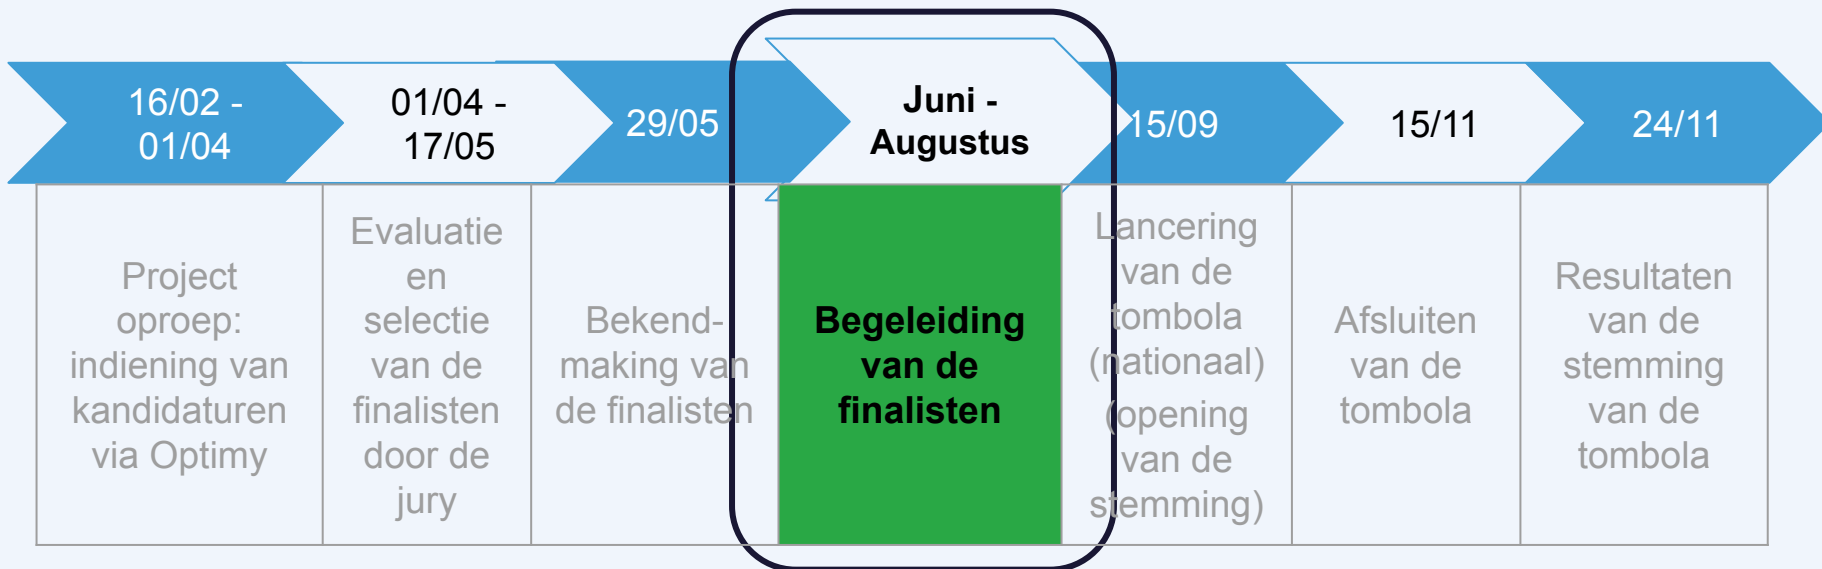 16/02 -
01/04
01/04 -
17/05
29/05
Juni -
Augustus
15/09
15/11
24/11
Project
oproep:
indiening van
kandidaturen
via Optimy
Evaluatie
en
selectie
van de
finalisten
door de
jury
Bekend-
making van
de finalisten
Begeleiding
van de
finalisten
Lancering
van de
tombola
(nationaal)
(opening
van de
stemming)
Afsluiten
van de
tombola
Resultaten
van de
stemming
van de
tombola